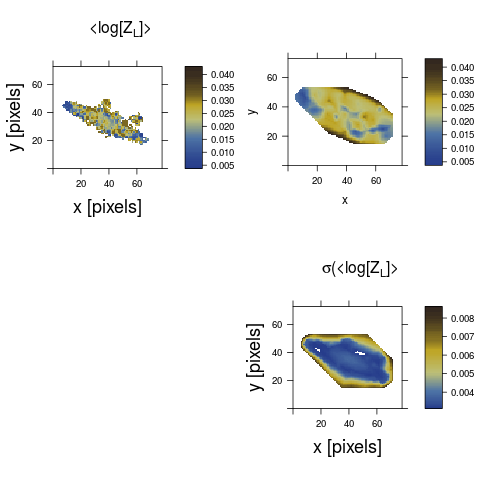 <log[Z_L]>
60
40
20
20 40 60
x [pixels]
y [pixels]
0.040
0.035
0.030
0.025
0.020
0.015
0.010
0.005
60
40
20
20 40 60
x
y
0.040
0.035
0.030
0.025
0.020
0.015
0.010
0.005
σ(<log[Z_L]>
60
40
20
20 40 60
x [pixels]
y [pixels]
0.008
0.007
0.006
0.005
0.004